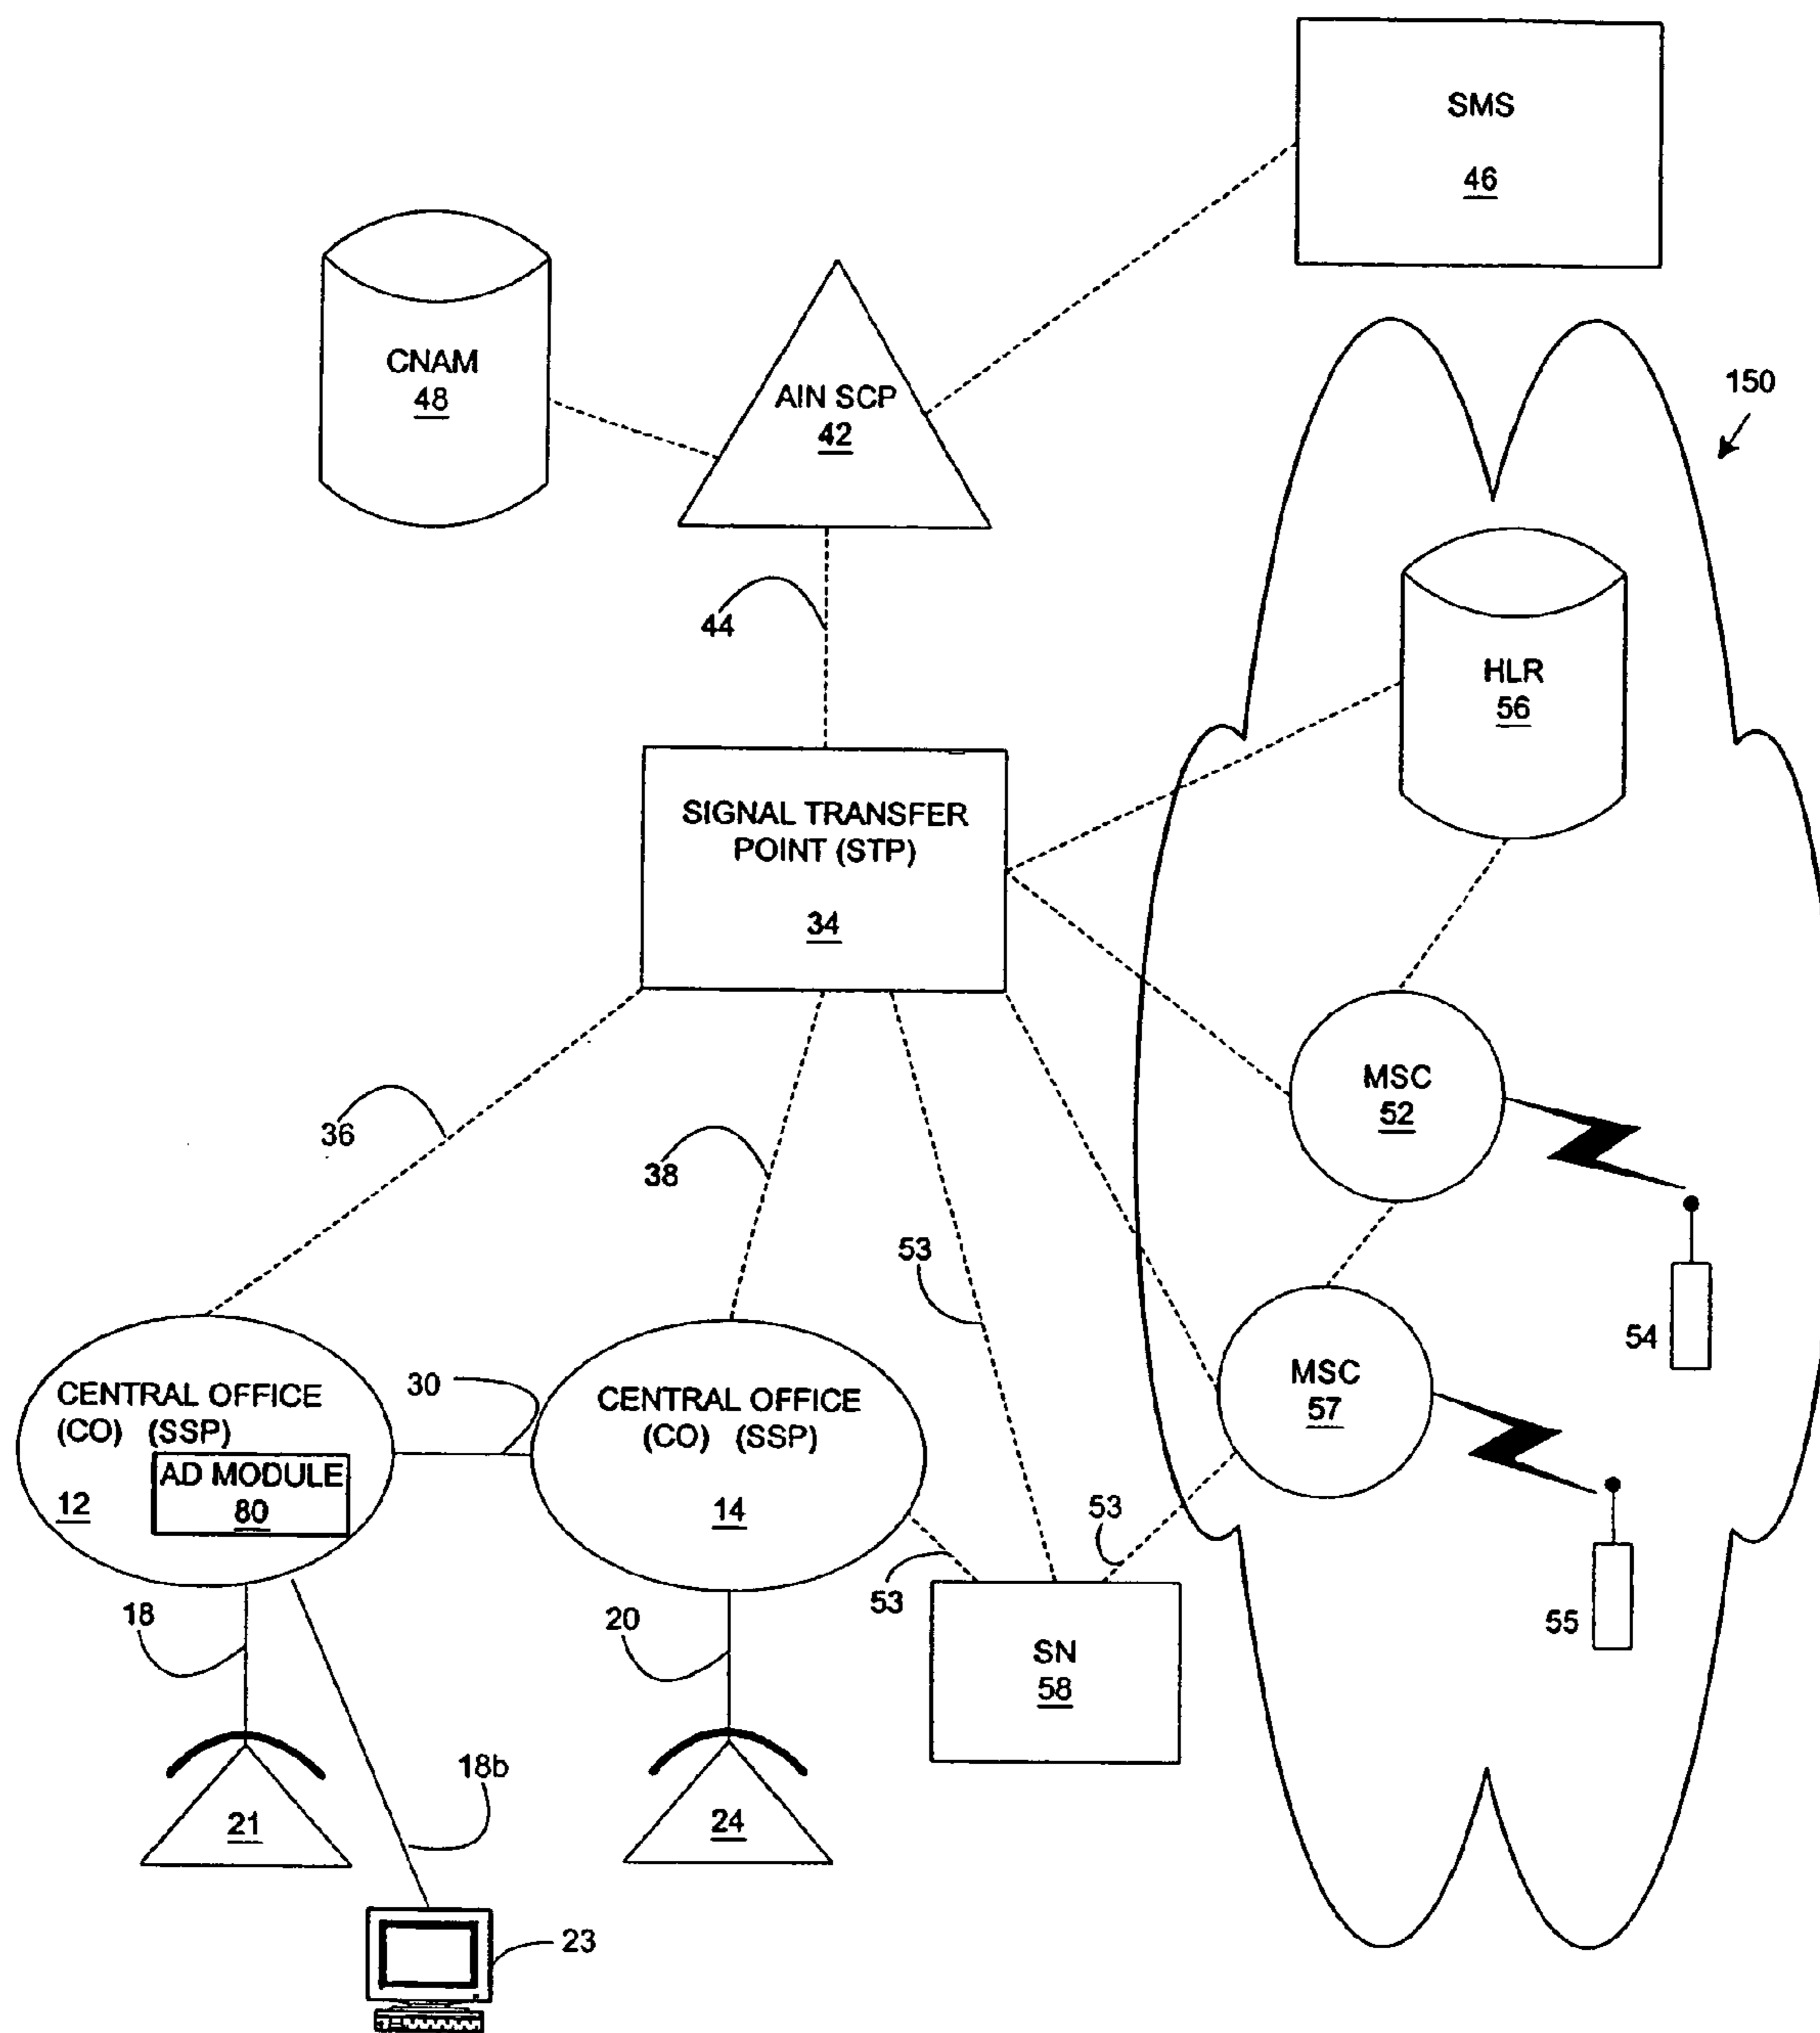 SMS
46
CNAM
48
AIN SCP
42
150
44
HLR
56
SIGNAL TRANSFER
POINT (STP)
34
MSC
52
36
38
53
54
MSC
57
30
CENTRAL OFFICE
(CO) (SSP)
AD MODULE
12
80
CENTRAL OFFICE
(CO) (SSP)
14
53
53
55
18
20
SN
58
18b
21
24
23